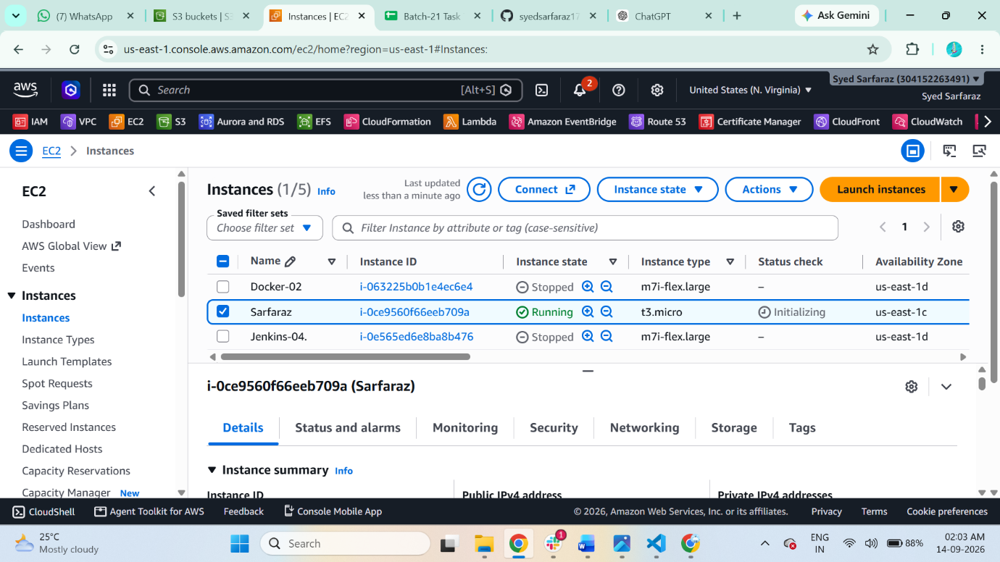 (7) WhatsApp
S3 buckets | S3
Instances | EC2
Batch-21 Task
syedsarfaraz17
ChatGPT
Ask Gemini
us-east-1.console.aws.amazon.com/ec2/home?region=us-east-1#Instances:
aws
Search [Alt+S]
2
United States (N. Virginia)
Syed Sarfaraz (304152263491)
Syed Sarfaraz
IAM VPC EC2 S3 Aurora and RDS EFS CloudFormation Lambda Amazon EventBridge Route 53 Certificate Manager CloudFront CloudWatch
EC2 Instances
EC2
Dashboard
AWS Global View
Events
Instances
Instances
Instance Types
Launch Templates
Spot Requests
Savings Plans
Reserved Instances
Dedicated Hosts
Capacity Reservations
Capacity Manager New
Instances (1/5) Info
Last updated
less than a minute ago
Connect
Instance state
Actions
Launch instances
Saved filter sets
Choose filter set
Filter Instance by attribute or tag (case-sensitive)
1
Name Instance ID Instance state Instance type Status check Availability Zone
Docker-02 i-063225b0b1e4ec6e4 Stopped m7i-flex.large – us-east-1d
Sarfaraz i-0ce9560f66eeb709a Running t3.micro Initializing us-east-1c
Jenkins-04. i-0e565ed6e8ba8b476 Stopped m7i-flex.large – us-east-1d
i-0ce9560f66eeb709a (Sarfaraz)
Details Status and alarms Monitoring Security Networking Storage Tags
Instance summary Info
Instance ID Public IPv4 address Private IPv4 addresses
CloudShell Agent Toolkit for AWS Feedback Console Mobile App © 2026, Amazon Web Services, Inc. or its affiliates. Privacy Terms Cookie preferences
25°C
Mostly cloudy
Search
1
ENG
IN
88%
02:03 AM
14-09-2026